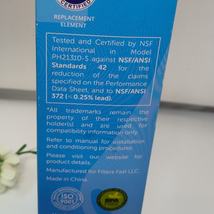 CERTIFIED
REPLACEMENT
ELEMENT
Tested and Certified by NSF
International in Model
PH21310-S against NSF/ANSI
Standards 42 for
the reduction of the claims
specified on the Performance
Data Sheet, and to NSF/ANSI
372 (< 0.25% lead).
*All trademarks remain the
property of their respective
holder(s) and are used for
compatibility information only.
Refer to manual for installation
and conditioning procedures.
Please visit our website for
product details.
Manufactured for Filters Fast LLC.
Made in China.
ISO
9001